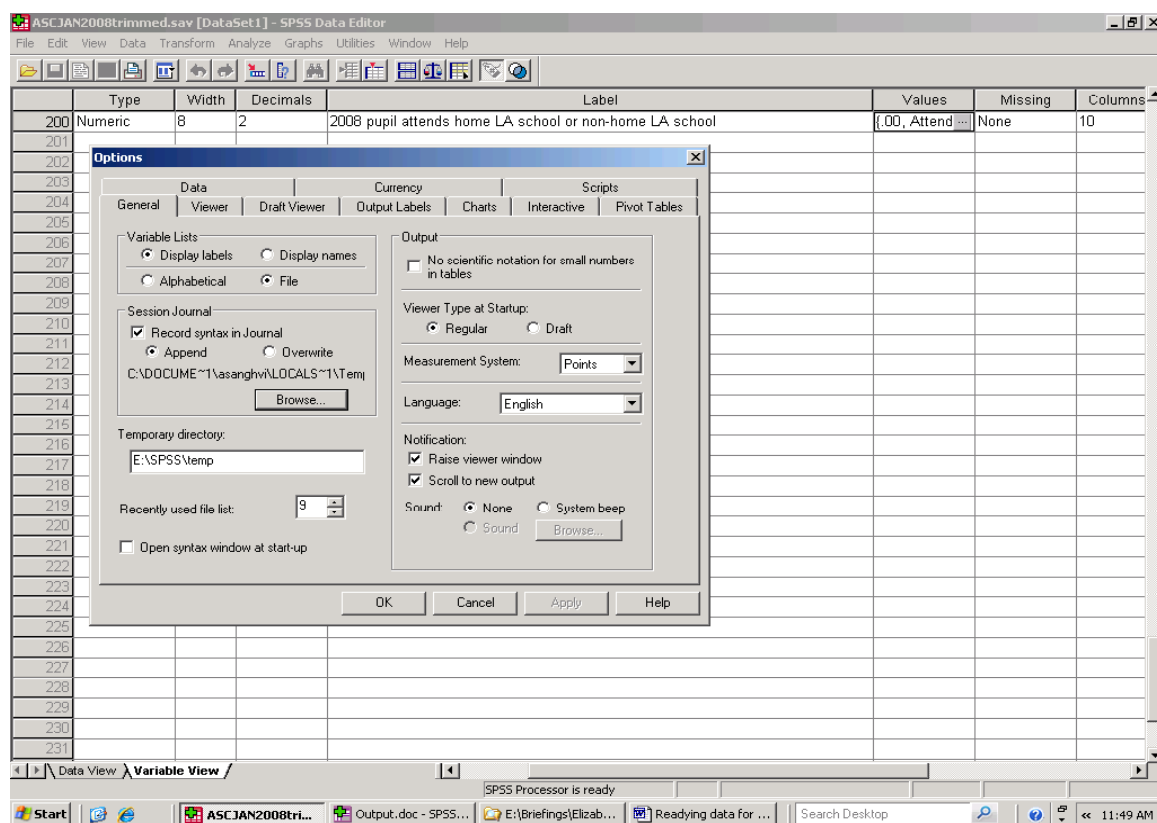 ASCJAN2008trimmed.sav [DataSet1] - SPSS Data Editor
File Edit View Data Transform Analyze Graphs Utilities Window Help
Type Width Decimals Label Values Missing Columns
200 Numeric 8 2 2008 pupil attends home LA school or non-home LA school {.00, Attend ... None 10
201
202
203
204
205
206
207
208
209
210
211
212
213
214
215
216
217
218
219
220
221
222
223
224
225
226
227
228
229
230
231
Options
Data Currency Scripts
General Viewer Draft Viewer Output Labels Charts Interactive Pivot Tables
Variable Lists
Display labels Display names
Alphabetical File
Session Journal
Record syntax in Journal
Append Overwrite
C:\DOCUME~1\asanghvi\LOCALS~1\Temp
Browse...
Temporary directory:
E:\SPSS\temp
Recently used file list: 9
Open syntax window at start-up
Output
No scientific notation for small numbers
in tables
Viewer Type at Startup:
Regular Draft
Measurement System: Points
Language: English
Notification:
Raise viewer window
Scroll to new output
Sound: None System beep
Sound Browse...
OK Cancel Apply Help
Data View Variable View
SPSS Processor is ready
Start ASCJAN2008tri... Output.doc - SPSS... E:\Briefings\Elizab... Readying data for ... Search Desktop 11:49 AM